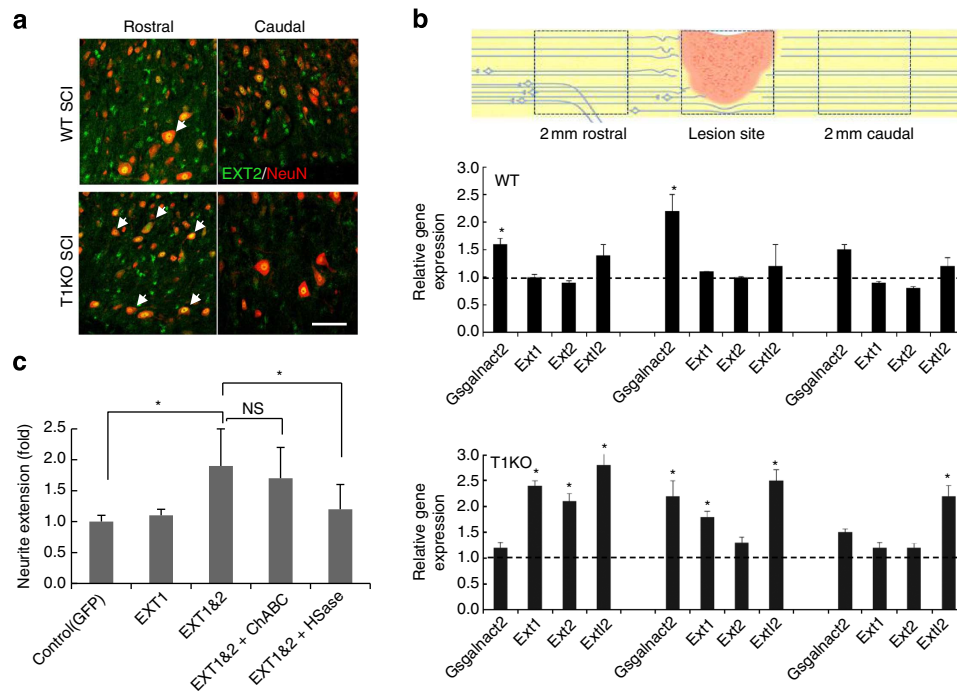 a
Rostral
Caudal
WT SCI
EXT2/NeuN
T1KO SCI
b
2 mm rostral
Lesion site
2 mm caudal
WT
Relative gene
expression
3.0
2.5
2.0
1.5
1.0
0.5
0.0
*
*
Gsgalnact2
Ext1
Ext2
Extl2
Gsgalnact2
Ext1
Ext2
Extl2
Gsgalnact2
Ext1
Ext2
Extl2
T1KO
Relative gene
expression
3.0
2.5
2.0
1.5
1.0
0.5
0.0
*
*
*
*
*
*
*
Gsgalnact2
Ext1
Ext2
Extl2
Gsgalnact2
Ext1
Ext2
Extl2
Gsgalnact2
Ext1
Ext2
Extl2
c
*
*
NS
Neurite extension (fold)
2.5
2.0
1.5
1.0
0.5
0.0
Control(GFP)
EXT1
EXT1&2
EXT1&2 + ChABC
EXT1&2 + HSase